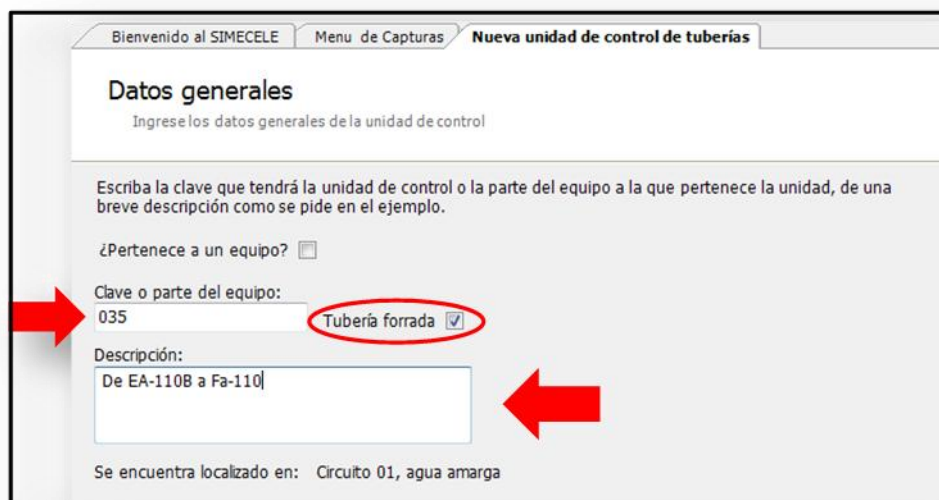 Bienvenido al SIMECELE Menu de Capturas Nueva unidad de control de tuberías
Datos generales
Ingrese los datos generales de la unidad de control
Escriba la clave que tendrá la unidad de control o la parte del equipo a la que pertenece la unidad, de una
breve descripción como se pide en el ejemplo.
¿Pertenece a un equipo?
Clave o parte del equipo:
035 Tubería forrada
Descripción:
De EA-110B a Fa-110
Se encuentra localizado en: Circuito 01, agua amarga